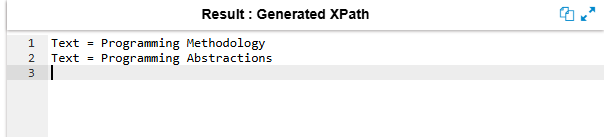 Result : Generated XPath
1 Text = Programming Methodology
2 Text = Programming Abstractions
3